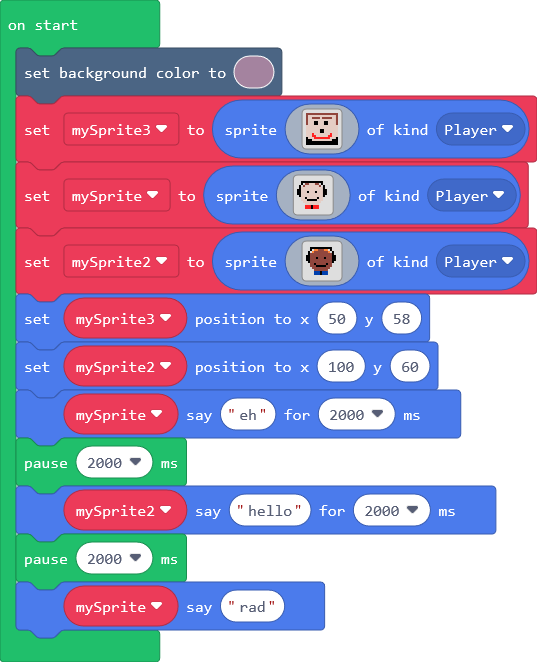 on start
set background color to
set mySprite3 to sprite of kind Player
set mySprite to sprite of kind Player
set mySprite2 to sprite of kind Player
set mySprite3 position to x 50 y 58
set mySprite2 position to x 100 y 60
mySprite say "eh" for 2000 ms
pause 2000 ms
mySprite2 say "hello" for 2000 ms
pause 2000 ms
mySprite say "rad"